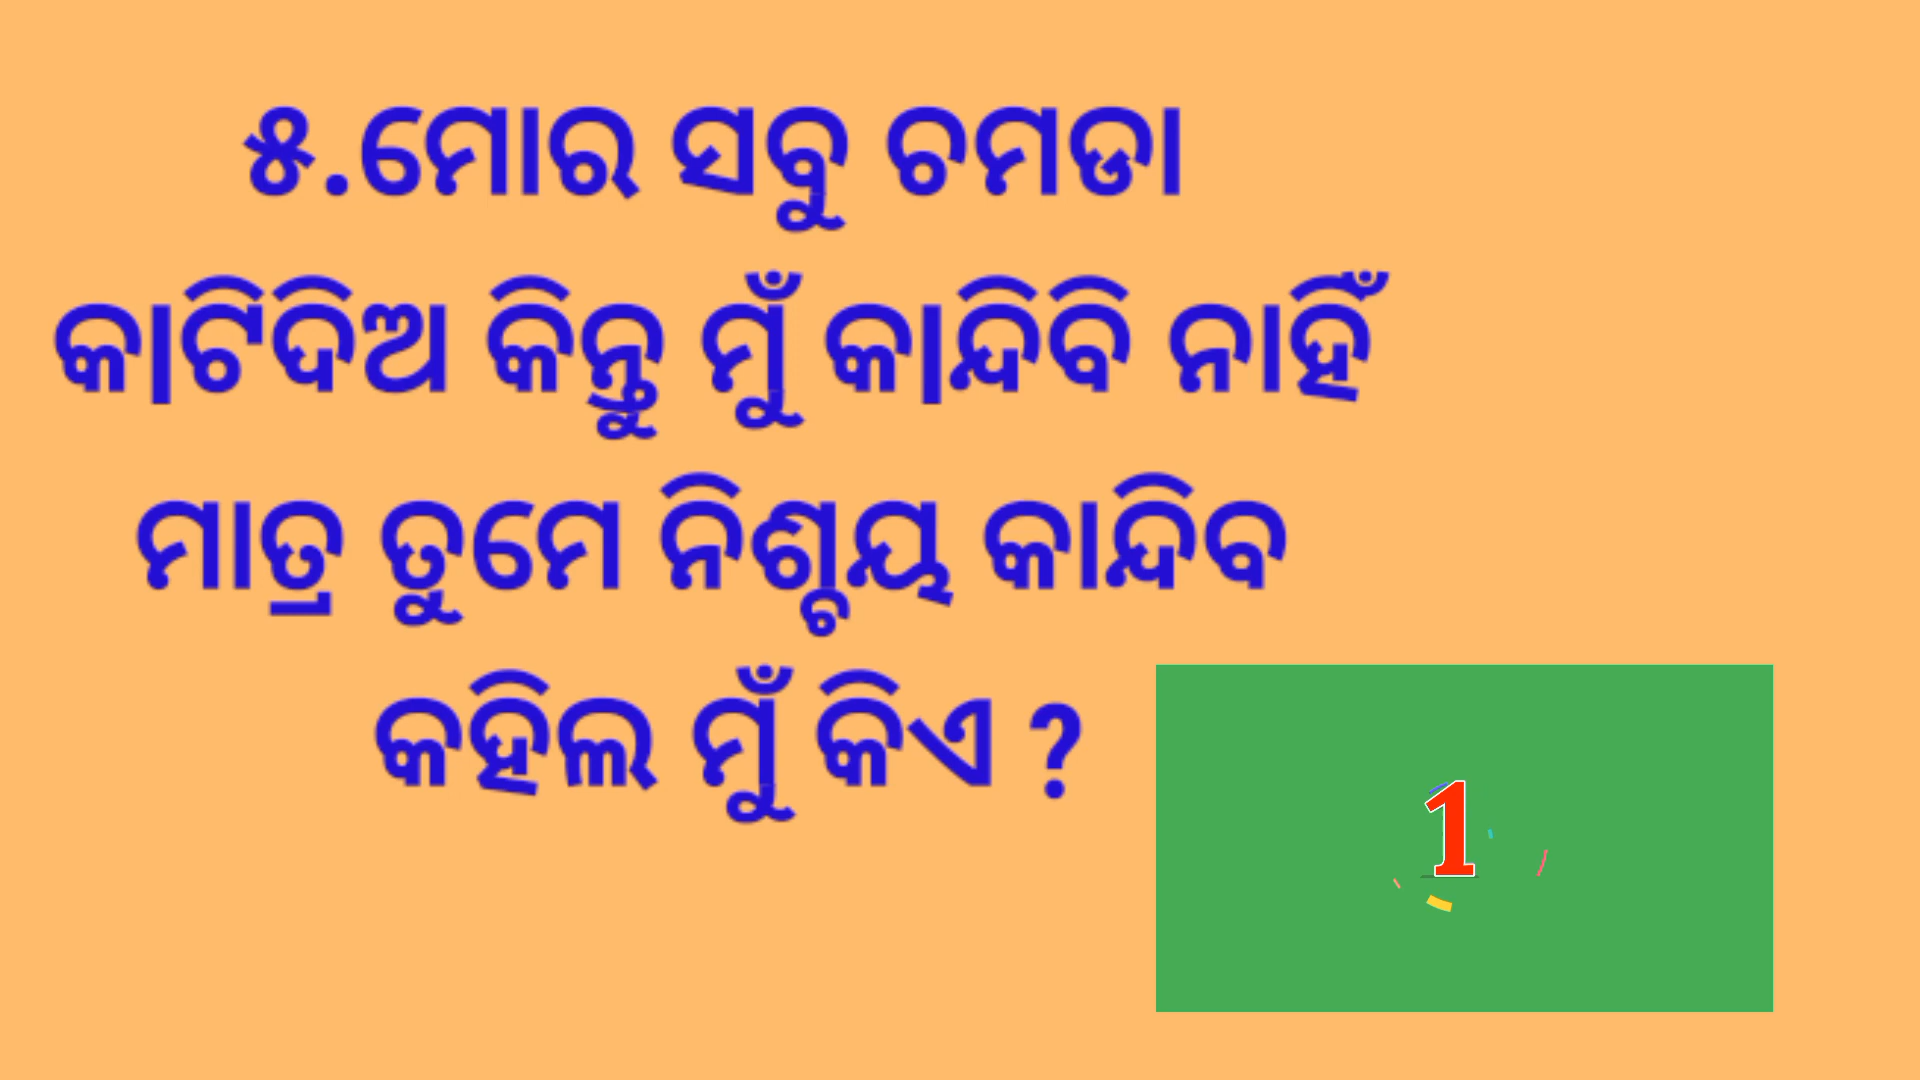 ୫.ମୋର ସବୁ ଚମଡା
କାଟିଦିଅ କିନ୍ତୁ ମୁଁ କାନ୍ଦିବି ନାହିଁ
ମାତ୍ର ତୁମେ ନିଶ୍ଚୟ କାନ୍ଦିବ
କହିଲ ମୁଁ କିଏ ?
1